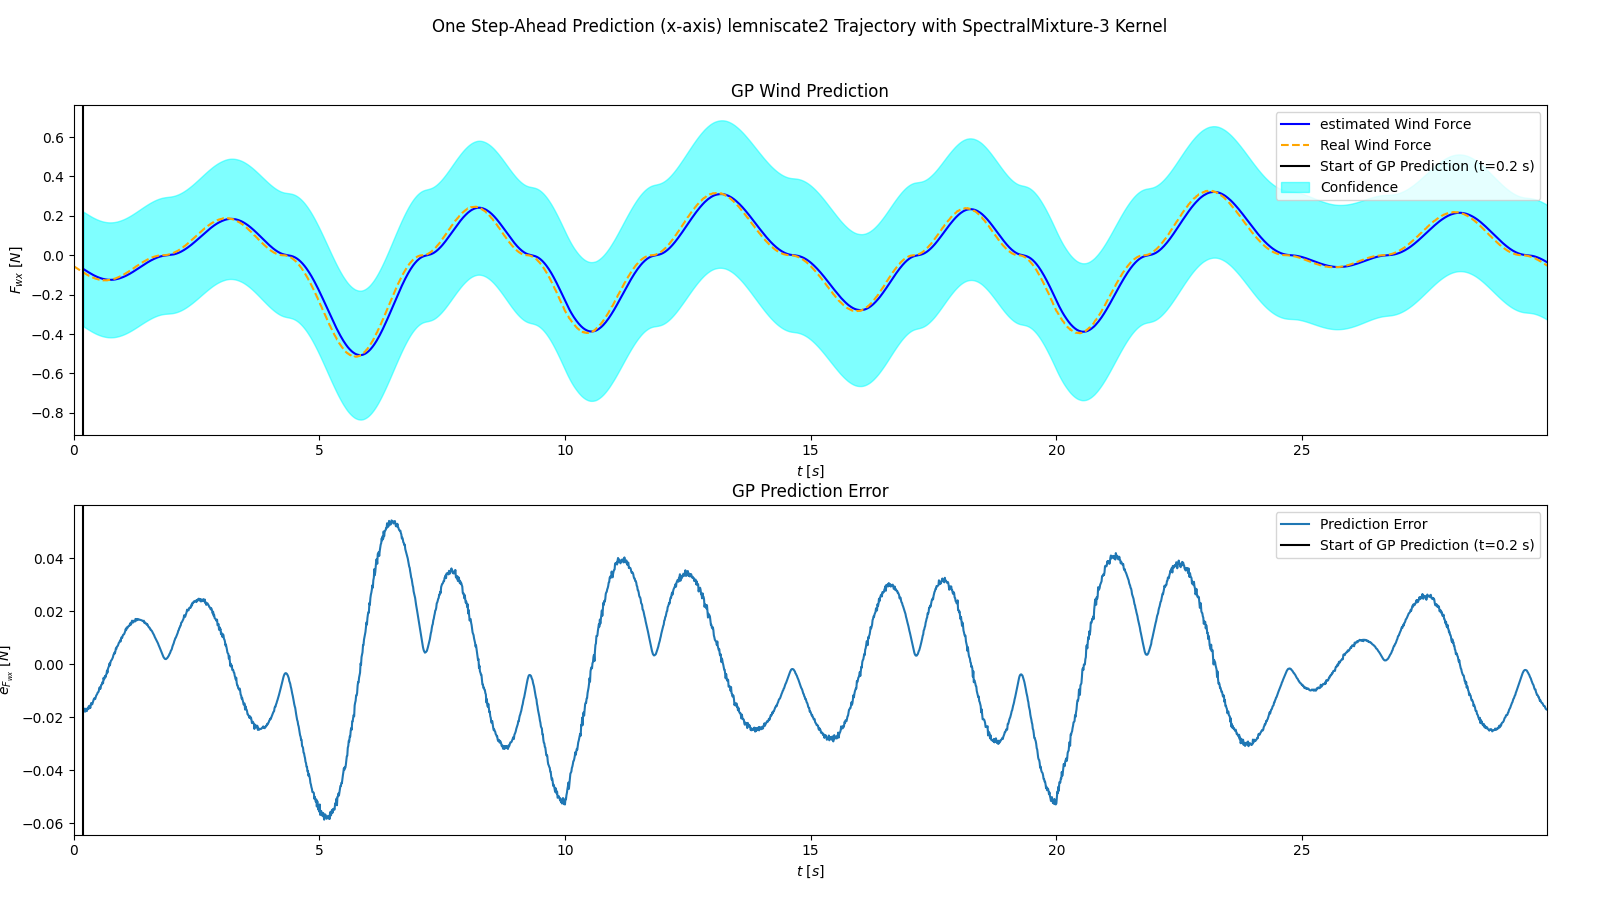 One Step-Ahead Prediction (x-axis) lemniscate2 Trajectory with SpectralMixture-3 Kernel
GP Wind Prediction
estimated Wind Force
Real Wind Force
Start of GP Prediction (t=0.2 s)
Confidence
0.6
0.4
0.2
0.0
−0.2
−0.4
−0.6
−0.8
F_wx [N]
0 5 10 15 20 25
t [s]
GP Prediction Error
Prediction Error
Start of GP Prediction (t=0.2 s)
0.04
0.02
0.00
−0.02
−0.04
−0.06
e_F_wx [N]
0 5 10 15 20 25
t [s]